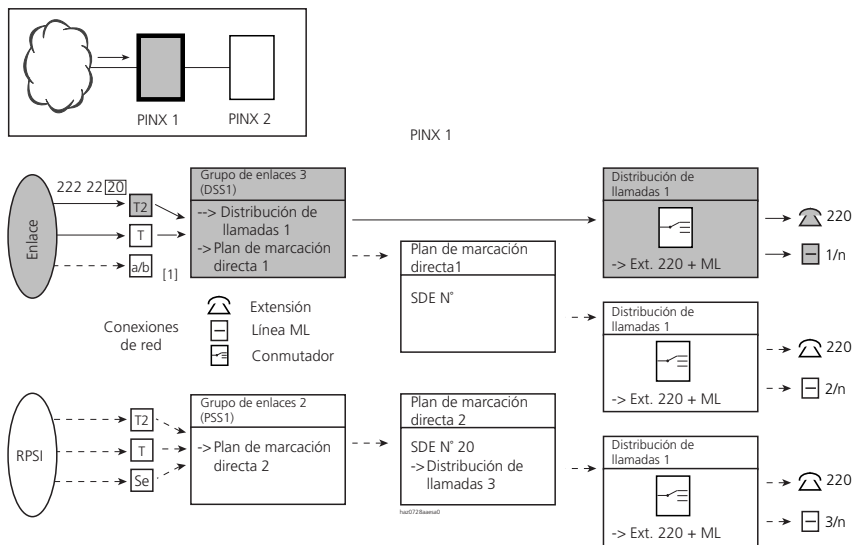 PINX 1
PINX 2
PINX 1
222 22 20
Enlace
T2
T
a/b
[1]
Grupo de enlaces 3
(DSS1)
--> Distribución de
llamadas 1
->Plan de marcación
directa 1
Distribución de
llamadas 1
-> Ext. 220 + ML
220
1/n
Plan de marcación
directa1
SDE N°
Conexiones
de red
Extensión
Línea ML
Conmutador
Distribución de
llamadas 1
-> Ext. 220 + ML
220
2/n
RPSI
T2
T
Se
Grupo de enlaces 2
(PSS1)
->Plan de marcación
directa 2
Plan de marcación
directa 2
SDE N° 20
->Distribución de
llamadas 3
Distribución de
llamadas 1
-> Ext. 220 + ML
220
3/n